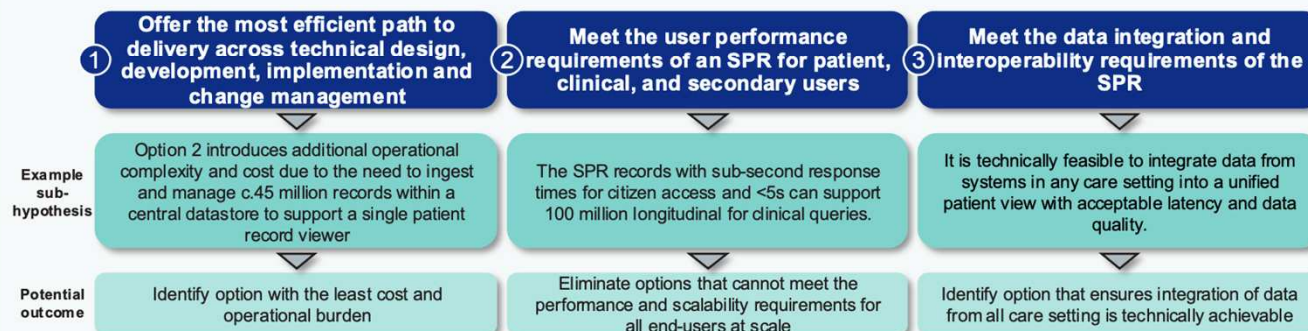 1
Offer the most efficient path to
delivery across technical design,
development, implementation and
change management
2
Meet the user performance
requirements of an SPR for patient,
clinical, and secondary users
3
Meet the data integration and
interoperability requirements of the
SPR
Example
sub-
hypothesis
Option 2 introduces additional operational
complexity and cost due to the need to ingest
and manage c.45 million records within a
central datastore to support a single patient
record viewer
The SPR records with sub-second response
times for citizen access and <5s can support
100 million longitudinal for clinical queries.
It is technically feasible to integrate data from
systems in any care setting into a unified
patient view with acceptable latency and data
quality.
Potential
outcome
Identify option with the least cost and
operational burden
Eliminate options that cannot meet the
performance and scalability requirements for
all end-users at scale
Identify option that ensures integration of data
from all care setting is technically achievable